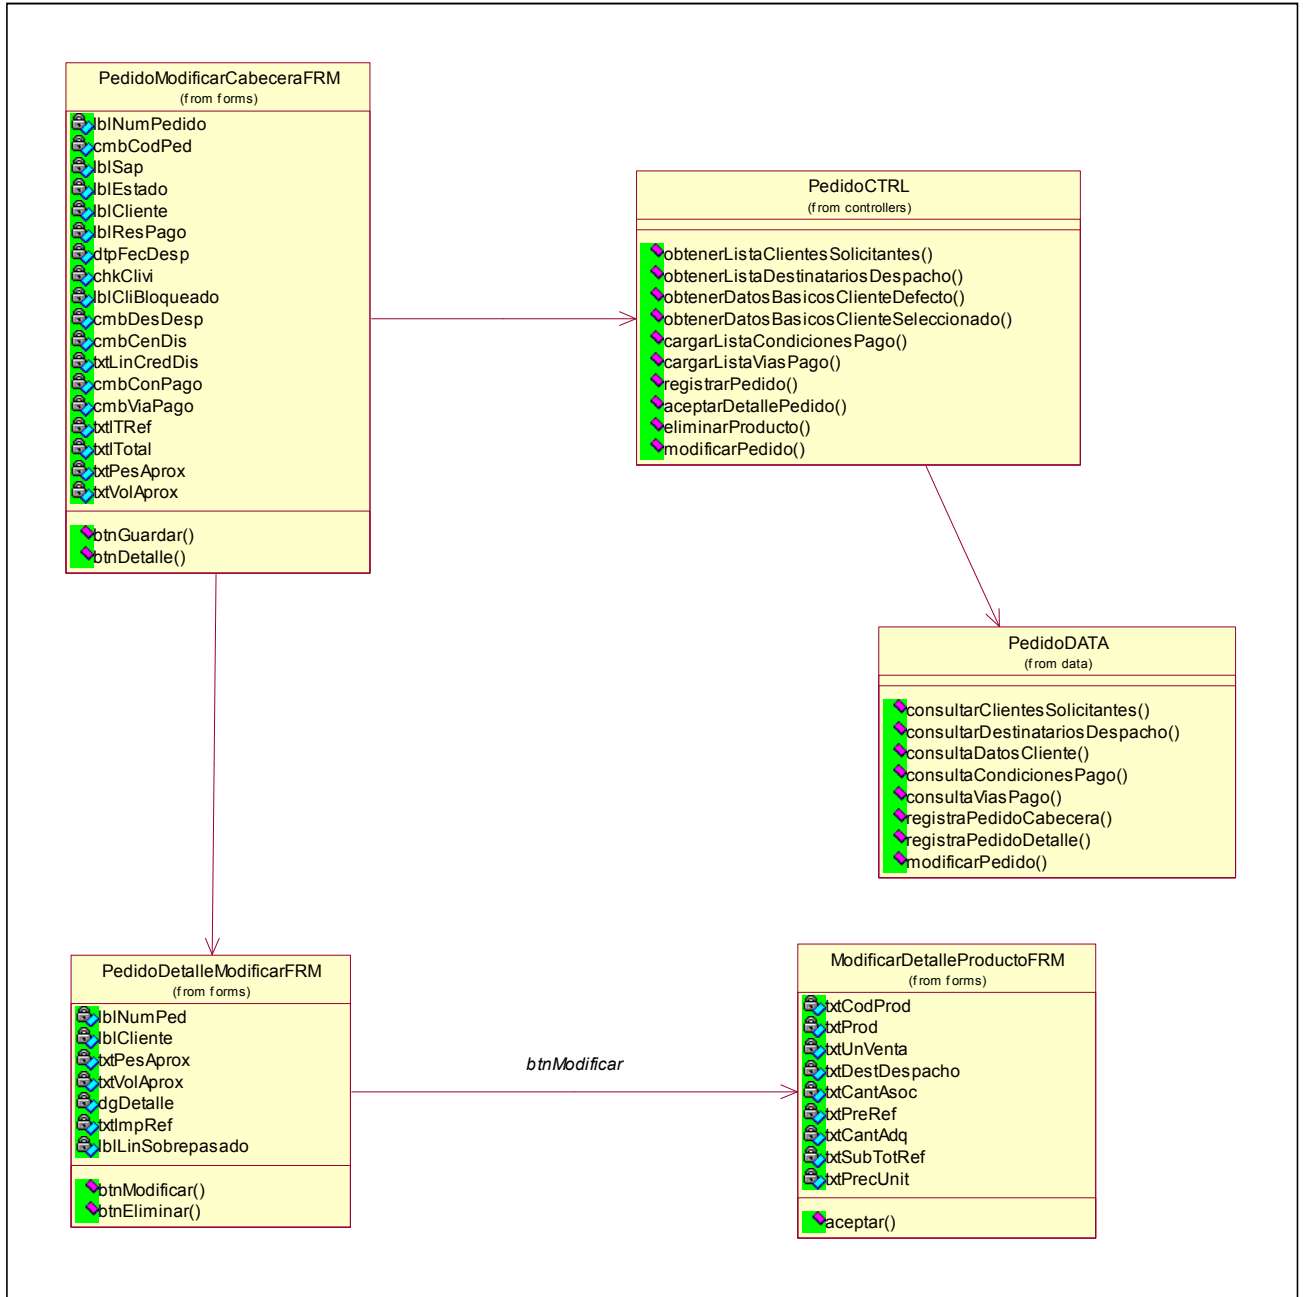 PedidoModificarCabeceraFRM
(from forms)
lblNumPedido
cmbCodPed
lblSap
lblEstado
lblCliente
lblResPago
dtpFecDesp
chkClivi
lblCliBloqueado
cmbDesDesp
cmbCenDis
txtLinCredDis
cmbConPago
cmbViaPago
txtITRef
txtITotal
txtPesAprox
txtVolAprox
btnGuardar()
btnDetalle()
PedidoCTRL
(from controllers)
obtenerListaClientesSolicitantes()
obtenerListaDestinatariosDespacho()
obtenerDatosBasicosClienteDefecto()
obtenerDatosBasicosClienteSeleccionado()
cargarListaCondicionesPago()
cargarListaViasPago()
registrarPedido()
aceptarDetallePedido()
eliminarProducto()
modificarPedido()
PedidoDATA
(from data)
consultarClientesSolicitantes()
consultarDestinatariosDespacho()
consultaDatosCliente()
consultaCondicionesPago()
consultaViasPago()
registraPedidoCabecera()
registraPedidoDetalle()
modificarPedido()
PedidoDetalleModificarFRM
(from forms)
lblNumPed
lblCliente
txtPesAprox
txtVolAprox
dgDetalle
txtImpRef
lblLinSobrepasado
btnModificar()
btnEliminar()
btnModificar
ModificarDetalleProductoFRM
(from forms)
txtCodProd
txtProd
txtUnVenta
txtDestDespacho
txtCantAsoc
txtPreRef
txtCantAdq
txtSubTotRef
txtPrecUnit
aceptar()